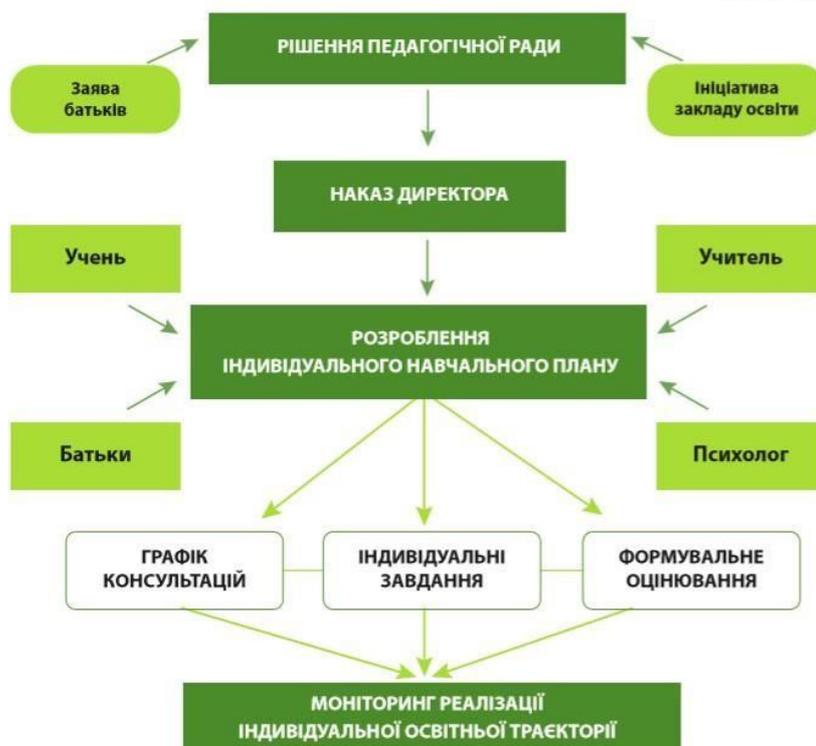 РІШЕННЯ ПЕДАГОГІЧНОЇ РАДИ
Заява
батьків
Ініціатива
закладу освіти
НАКАЗ ДИРЕКТОРА
Учень
Учитель
РОЗРОБЛЕННЯ
ІНДИВІДУАЛЬНОГО НАВЧАЛЬНОГО ПЛАНУ
Батьки
Психолог
ГРАФІК
КОНСУЛЬТАЦІЙ
ІНДИВІДУАЛЬНІ
ЗАВДАННЯ
ФОРМУВАЛЬНЕ
ОЦІНЮВАННЯ
МОНІТОРИНГ РЕАЛІЗАЦІЇ
ІНДИВІДУАЛЬНОЇ ОСВІТНЬОЇ ТРАЄКТОРІЇ